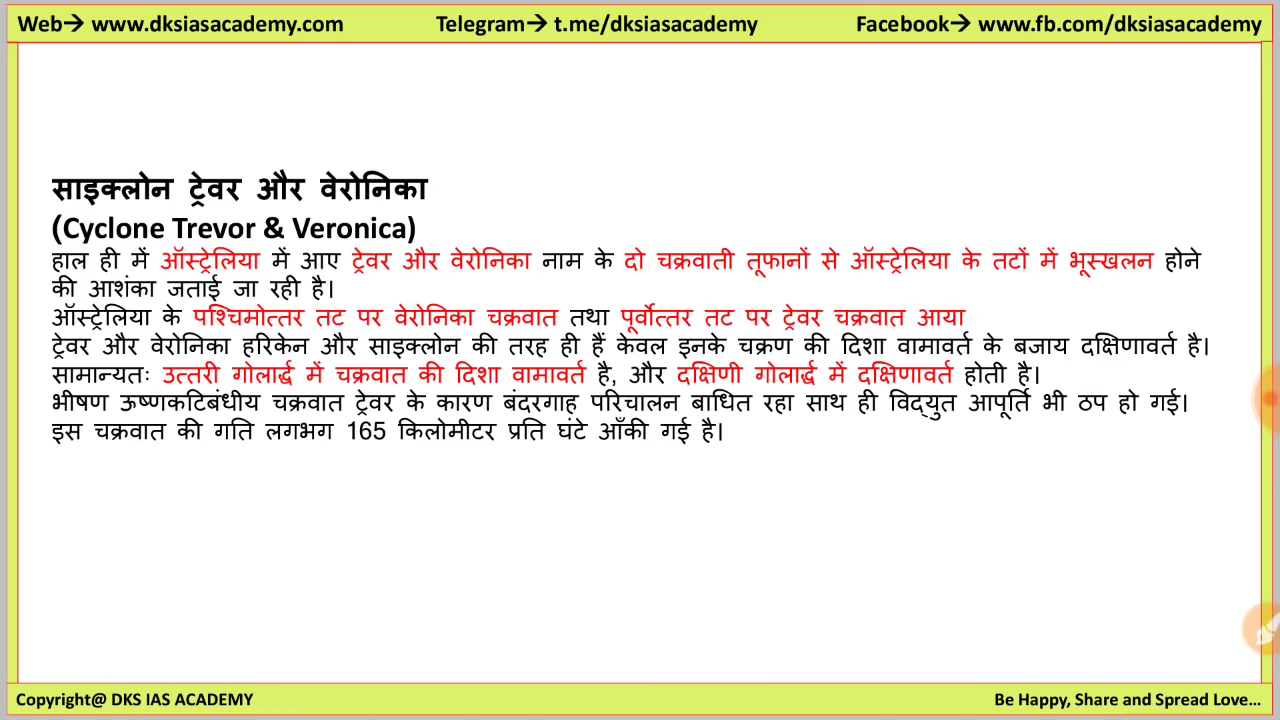 Web→ www.dksiasacademy.com Telegram→ t.me/dksiasacademy Facebook→ www.fb.com/dksiasacademy
साइक्लोन ट्रेवर और वेरोनिका
(Cyclone Trevor & Veronica)
हाल ही में ऑस्ट्रेलिया में आए ट्रेवर और वेरोनिका नाम के दो चक्रवाती तूफानों से ऑस्ट्रेलिया के तटों में भूस्खलन होने
की आशंका जताई जा रही है।
ऑस्ट्रेलिया के पश्चिमोत्तर तट पर वेरोनिका चक्रवात तथा पूर्वोत्तर तट पर ट्रेवर चक्रवात आया
ट्रेवर और वेरोनिका हरिकेन और साइक्लोन की तरह ही हैं केवल इनके चक्रण की दिशा वामावर्त के बजाय दक्षिणावर्त है।
सामान्यतः उत्तरी गोलार्द्ध में चक्रवात की दिशा वामावर्त है, और दक्षिणी गोलार्द्ध में दक्षिणावर्त होती है।
भीषण ऊष्णकटिबंधीय चक्रवात ट्रेवर के कारण बंदरगाह परिचालन बाधित रहा साथ ही विद्युत आपूर्ति भी ठप हो गई।
इस चक्रवात की गति लगभग 165 किलोमीटर प्रति घंटे आँकी गई है।
Copyright@ DKS IAS ACADEMY Be Happy, Share and Spread Love…